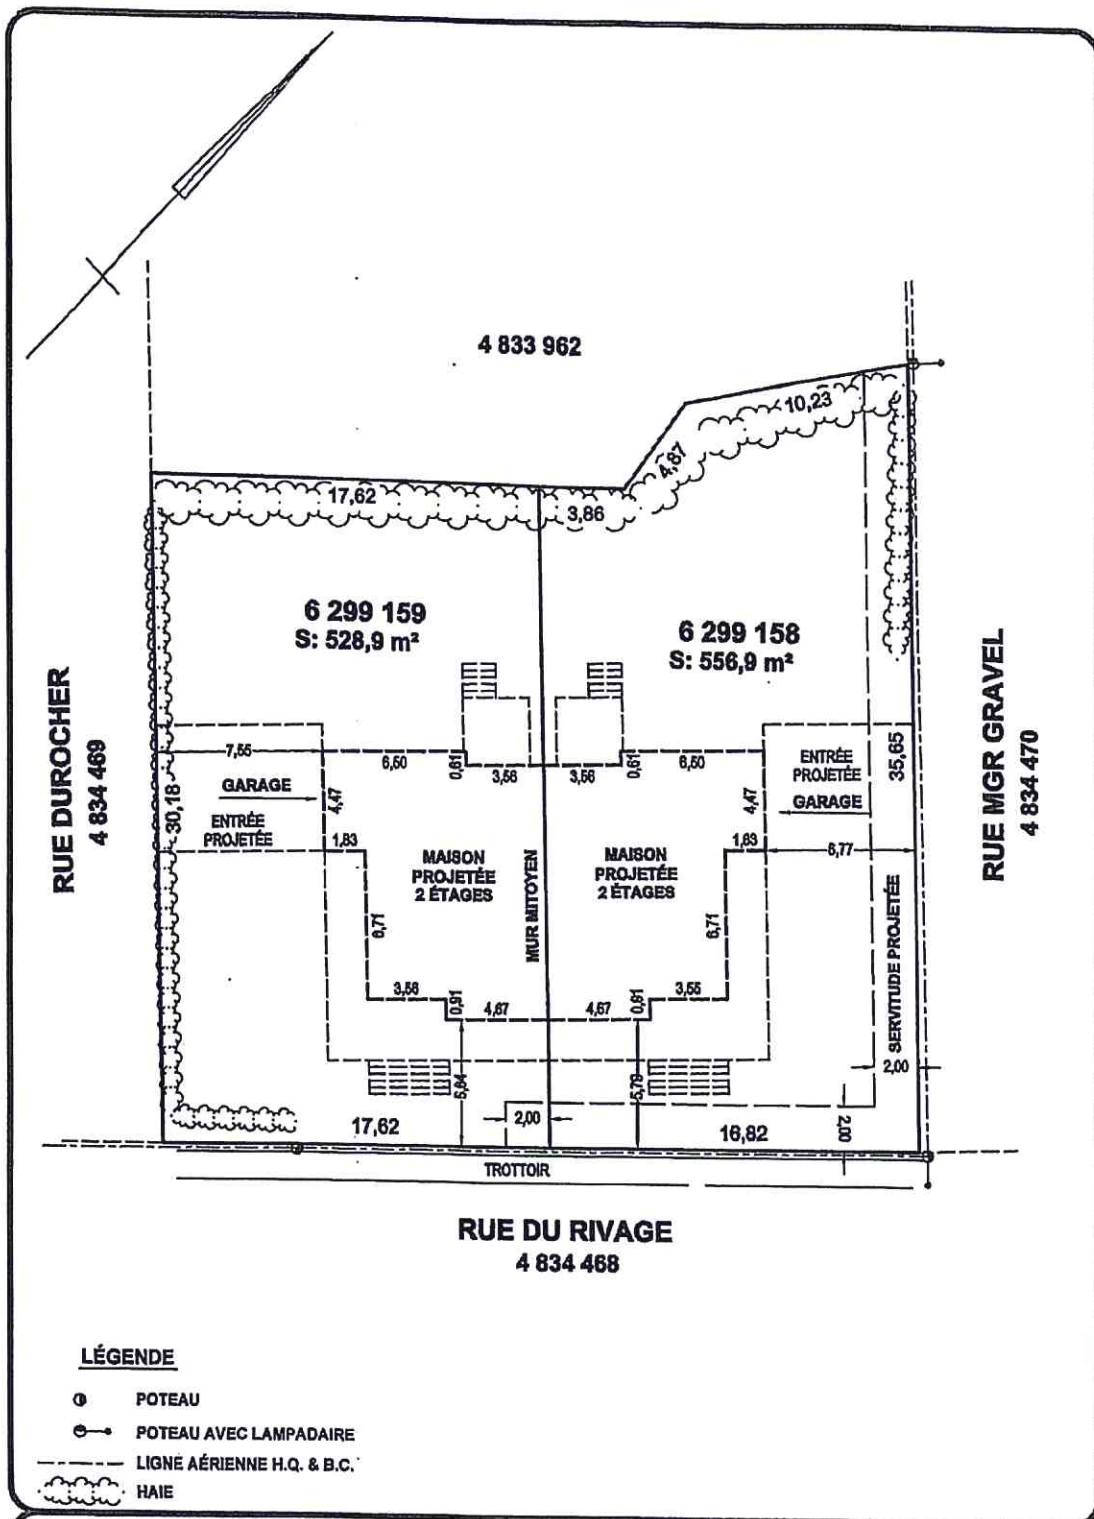 4 833 962
10,23
4,87
17,62
3,86
6 299 159
S: 528,9 m²
6 299 158
S: 556,9 m²
RUE DUROCHER
4 834 469
RUE MGR GRAVEL
4 834 470
7,55
6,50
0,61
3,56
3,56
0,61
6,50
35,65
30,18
GARAGE
ENTRÉE
PROJETÉE
4,47
1,83
ENTRÉE
PROJETÉE
GARAGE
4,47
1,83
6,77
MAISON
PROJETÉE
2 ÉTAGES
MUR MITOYEN
MAISON
PROJETÉE
2 ÉTAGES
6,71
6,71
SERVITUDE PROJETÉE
3,56
0,91
4,67
4,67
0,91
3,55
5,64
5,79
2,00
2,00
2,00
17,62
16,82
TROTTOIR
RUE DU RIVAGE
4 834 468
LÉGENDE
POTEAU
POTEAU AVEC LAMPADAIRE
LIGNE AÉRIENNE H.Q. & B.C.
HAIE